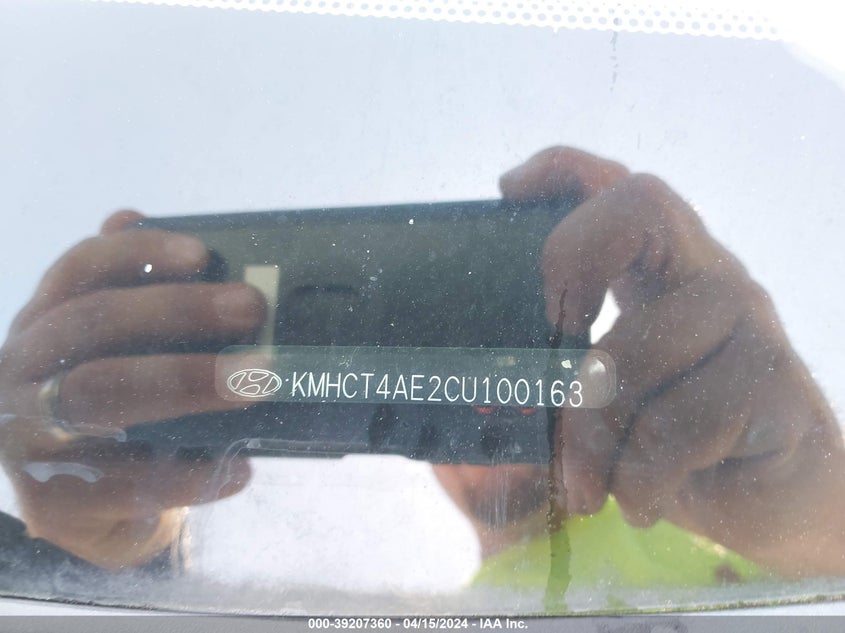 KMHCT4AE2CU100163
000-39207360 - 04/15/2024 - IAA Inc.